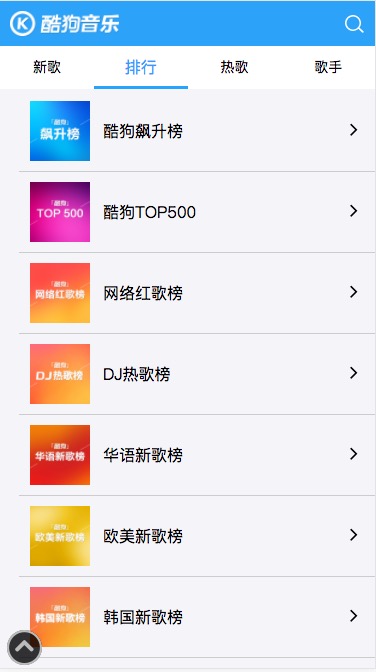 酷狗音乐
新歌 排行 热歌 歌手
「酷狗」
飙升榜
酷狗飙升榜
「酷狗」
TOP 500
酷狗TOP500
「酷狗」
网络红歌榜
网络红歌榜
「酷狗」
DJ热歌榜
DJ热歌榜
「酷狗」
华语新歌榜
华语新歌榜
「酷狗」
欧美新歌榜
欧美新歌榜
「酷狗」
韩国新歌榜
韩国新歌榜